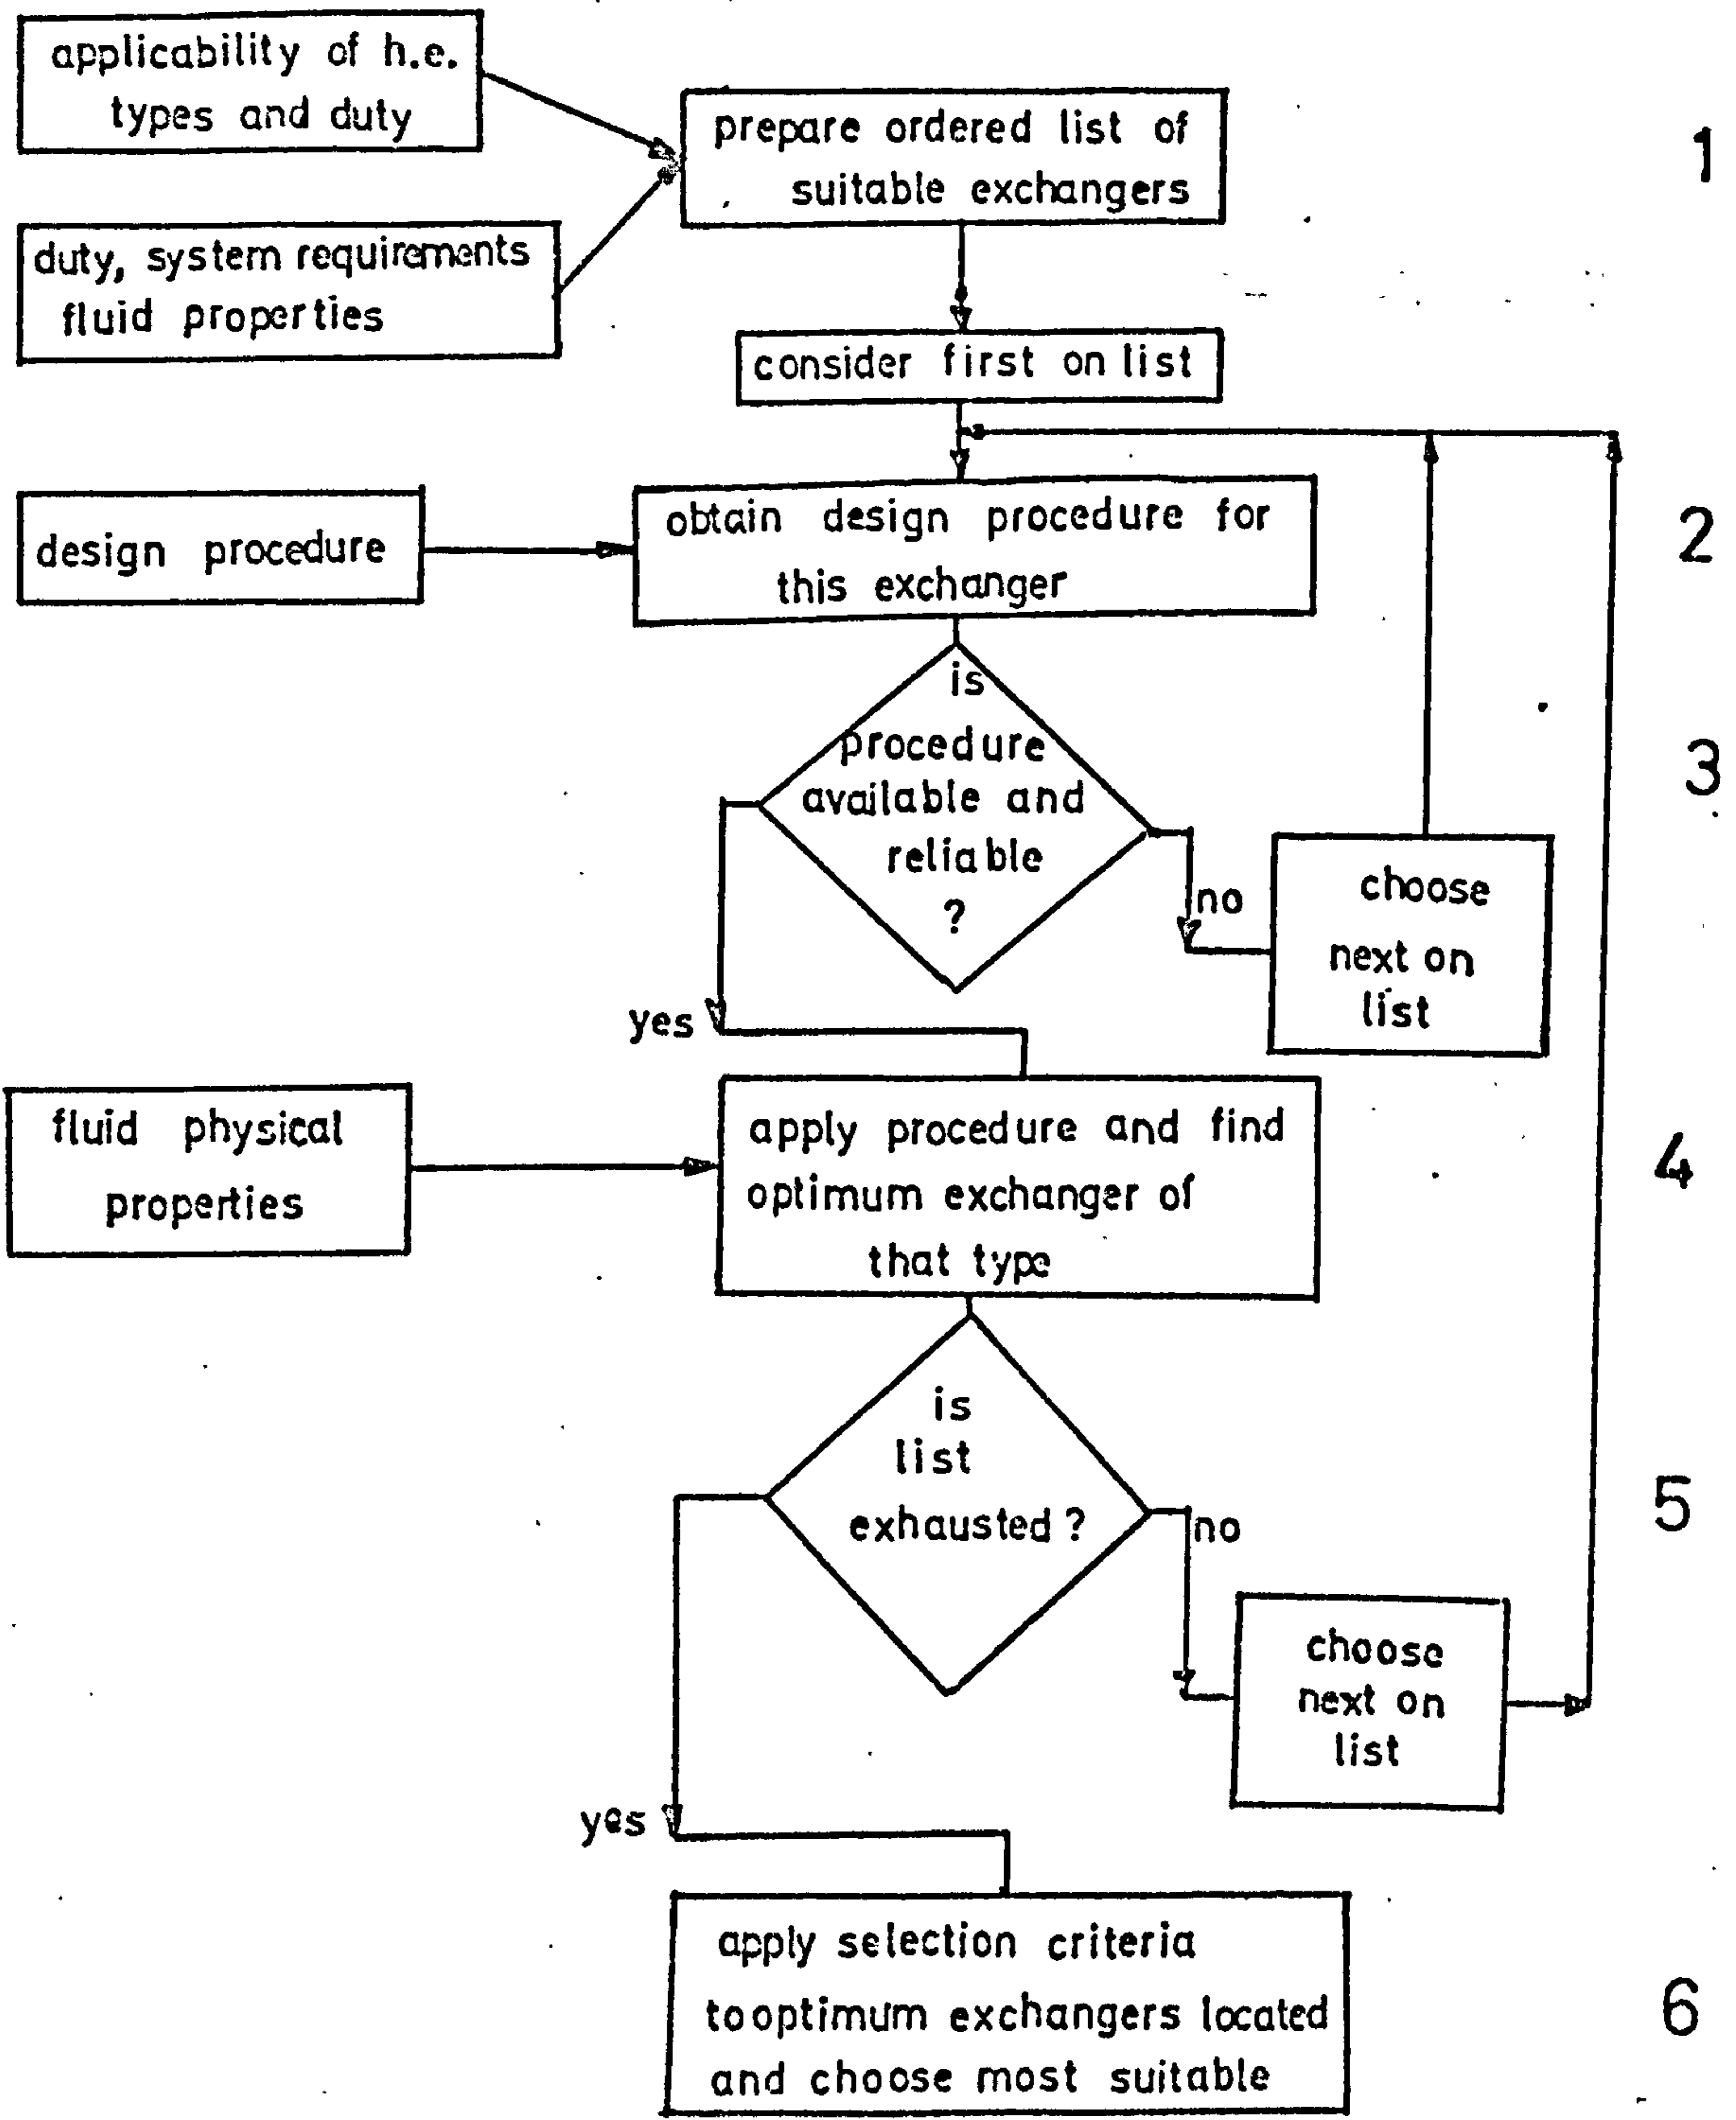 applicability of h.e.
types and duty
prepare ordered list of
suitable exchangers
1
duty, system requirements
fluid properties
consider first on list
design procedure
obtain design procedure for
this exchanger
2
is
procedure
available and
reliable
?
3
no
choose
next on
list
yes
fluid physical
properties
apply procedure and find
optimum exchanger of
that type
4
is
list
exhausted ?
5
no
choose
next on
list
yes
apply selection criteria
to optimum exchangers located
and choose most suitable
6